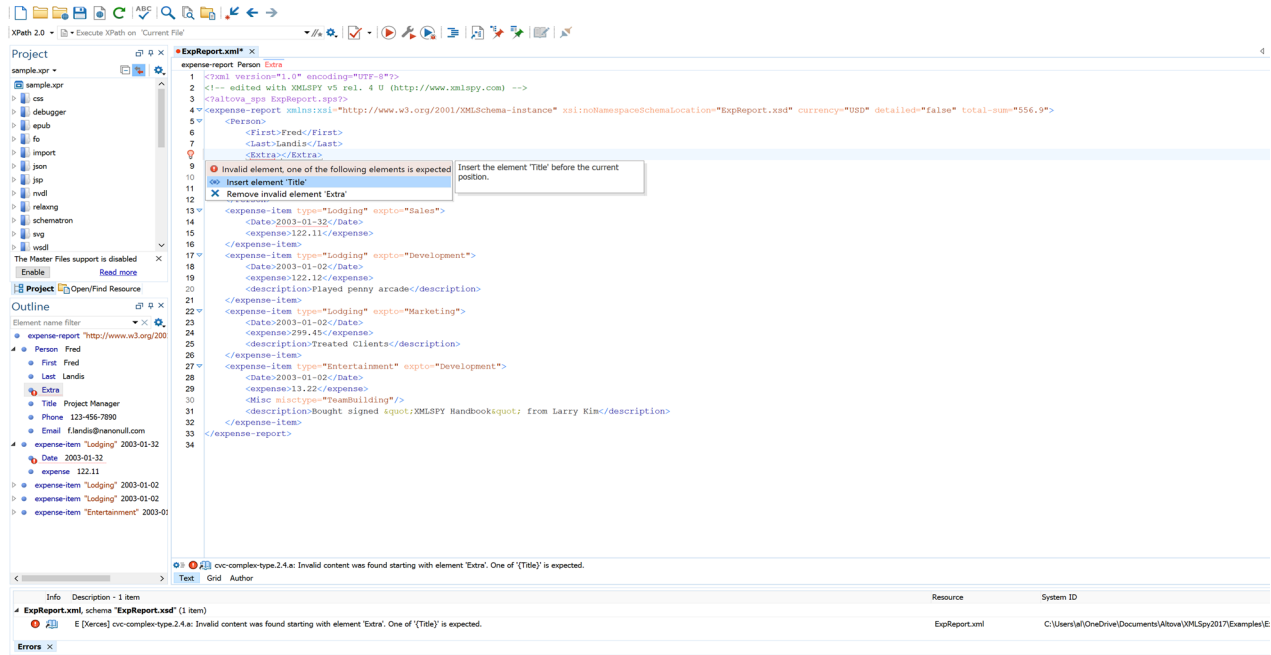 ABC
XPath 2.0
Execute XPath on 'Current File'
Project
sample.xpr
sample.xpr
css
debugger
epub
fo
import
json
jsp
nvdl
relaxng
schematron
svg
wsdl
The Master Files support is disabled
Enable
Read more
Project
Open/Find Resource
Outline
Element name filter
expense-report "http://www.w3.org/200
Person Fred
First Fred
Last Landis
Extra
Title Project Manager
Phone 123-456-7890
Email f.landis@nanonull.com
expense-item "Lodging" 2003-01-32
Date 2003-01-32
expense 122.11
expense-item "Lodging" 2003-01-02
expense-item "Lodging" 2003-01-02
expense-item "Entertainment" 2003-01
ExpReport.xml*
expense-report Person Extra
1 <?xml version="1.0" encoding="UTF-8"?>
2 <!-- edited with XMLSPY v5 rel. 4 U (http://www.xmlspy.com) -->
3 <?altova_sps ExpReport.sps?>
4 <expense-report xmlns:xsi="http://www.w3.org/2001/XMLSchema-instance" xsi:noNamespaceSchemaLocation="ExpReport.xsd" currency="USD" detailed="false" total-sum="556.9">
5 <Person>
6 <First>Fred</First>
7 <Last>Landis</Last>
<Extra></Extra>
9
10
11
12
Invalid element, one of the following elements is expected
Insert element 'Title'
Remove invalid element 'Extra'
Insert the element 'Title' before the current
position.
13 <expense-item type="Lodging" expto="Sales">
14 <Date>2003-01-32</Date>
15 <expense>122.11</expense>
16 </expense-item>
17 <expense-item type="Lodging" expto="Development">
18 <Date>2003-01-02</Date>
19 <expense>122.12</expense>
20 <description>Played penny arcade</description>
21 </expense-item>
22 <expense-item type="Lodging" expto="Marketing">
23 <Date>2003-01-02</Date>
24 <expense>299.45</expense>
25 <description>Treated Clients</description>
26 </expense-item>
27 <expense-item type="Entertainment" expto="Development">
28 <Date>2003-01-02</Date>
29 <expense>13.22</expense>
30 <Misc misctype="TeamBuilding"/>
31 <description>Bought signed &quot;XMLSPY Handbook&quot; from Larry Kim</description>
32 </expense-item>
33 </expense-report>
34
cvc-complex-type.2.4.a: Invalid content was found starting with element 'Extra'. One of '{Title}' is expected.
Text Grid Author
Info Description - 1 item Resource System ID
ExpReport.xml, schema "ExpReport.xsd" (1 item)
E [Xerces] cvc-complex-type.2.4.a: Invalid content was found starting with element 'Extra'. One of '{Title}' is expected. ExpReport.xml C:\Users\al\OneDrive\Documents\Altova\XMLSpy2017\Examples\E
Errors